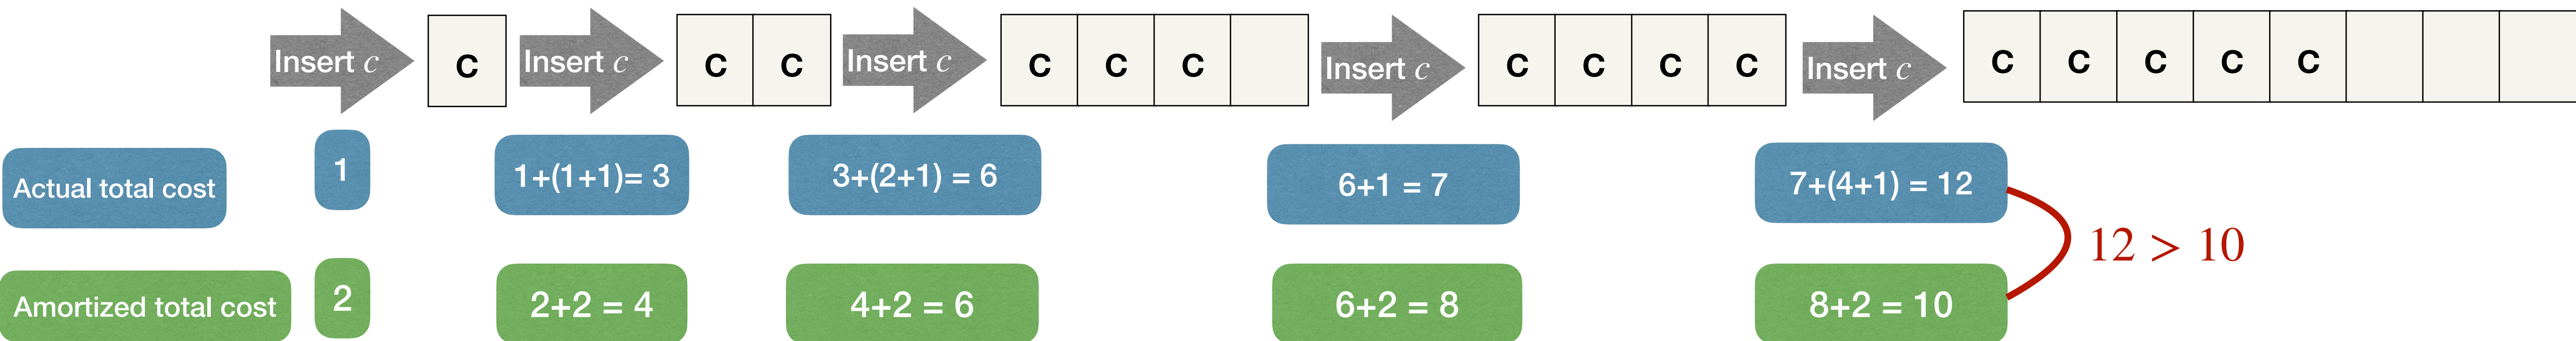 Insert c
C
Insert c
C C
Insert c
C C C
Insert c
C C C C
Insert c
C C C C C
Actual total cost
1
1+(1+1)= 3
3+(2+1) = 6
6+1 = 7
7+(4+1) = 12
12 > 10
Amortized total cost
2
2+2 = 4
4+2 = 6
6+2 = 8
8+2 = 10